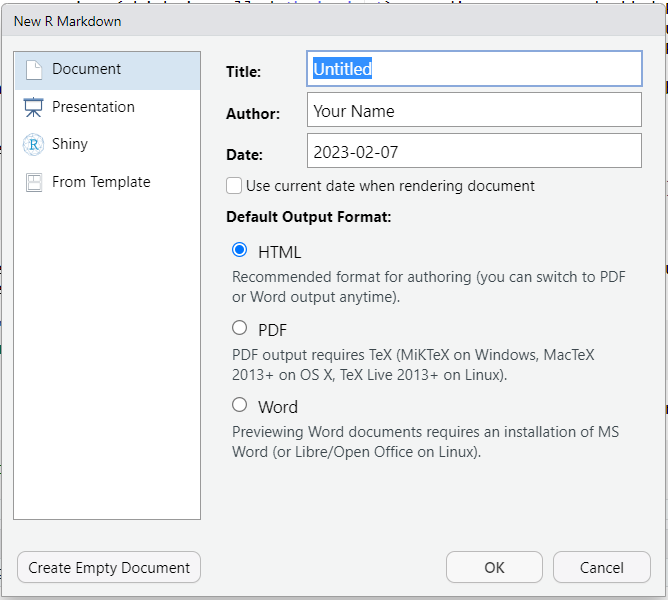 New R Markdown
Document
Presentation
Shiny
From Template
Title: Untitled
Author: Your Name
Date: 2023-02-07
Use current date when rendering document
Default Output Format:
HTML
Recommended format for authoring (you can switch to PDF
or Word output anytime).
PDF
PDF output requires TeX (MiKTeX on Windows, MacTeX
2013+ on OS X, TeX Live 2013+ on Linux).
Word
Previewing Word documents requires an installation of MS
Word (or Libre/Open Office on Linux).
Create Empty Document
OK
Cancel